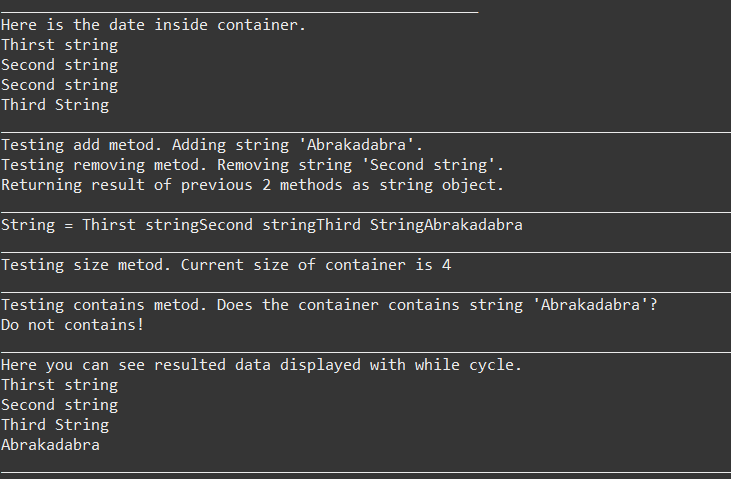 Here is the date inside container.
Thirst string
Second string
Second string
Third String
Testing add metod. Adding string 'Abrakadabra'.
Testing removing metod. Removing string 'Second string'.
Returning result of previous 2 methods as string object.
String = Thirst stringSecond stringThird StringAbrakadabra
Testing size metod. Current size of container is 4
Testing contains metod. Does the container contains string 'Abrakadabra'?
Do not contains!
Here you can see resulted data displayed with while cycle.
Thirst string
Second string
Third String
Abrakadabra